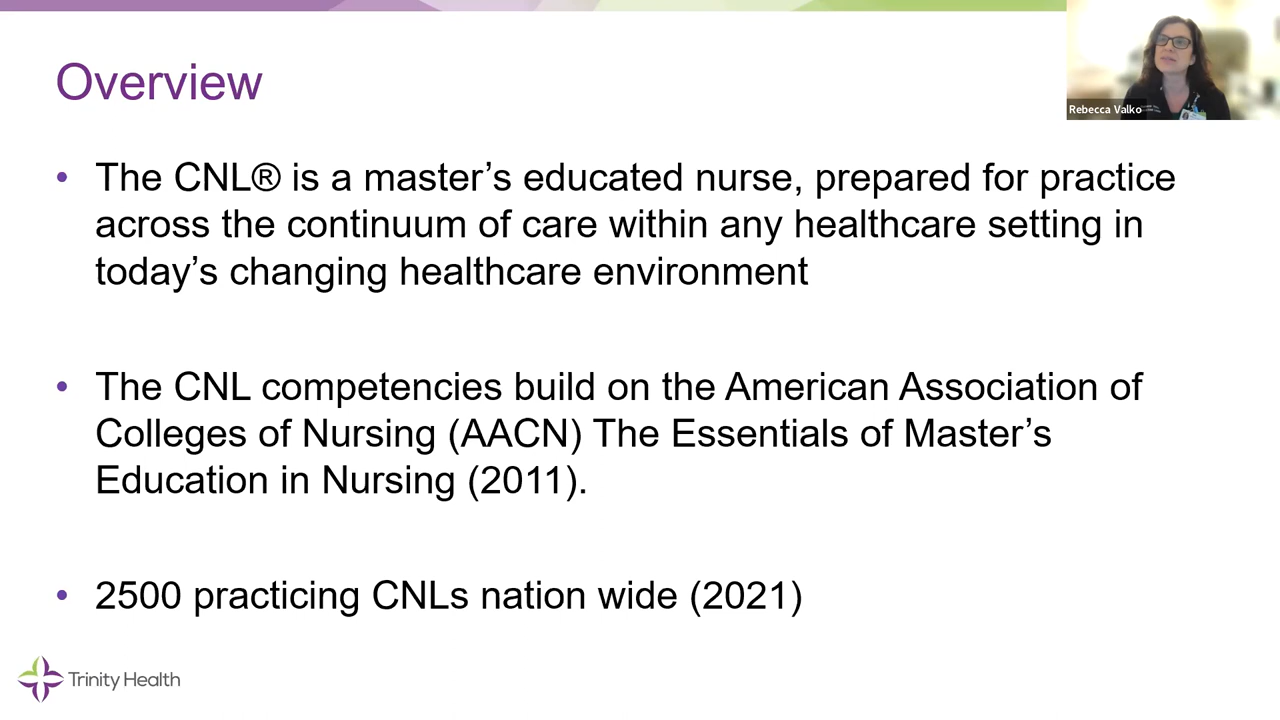 Overview
Rebecca Valko
• The CNL® is a master’s educated nurse, prepared for practice
across the continuum of care within any healthcare setting in
today’s changing healthcare environment
• The CNL competencies build on the American Association of
Colleges of Nursing (AACN) The Essentials of Master’s
Education in Nursing (2011).
• 2500 practicing CNLs nation wide (2021)
Trinity Health